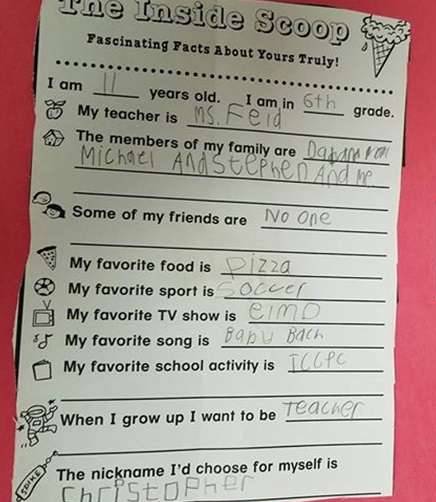 The Inside Scoop
Fascinating Facts About Yours Truly!
I am 11 years old. I am in 6th grade.
My teacher is Ms. Feid
The members of my family are
Michael And Stephen And me
Some of my friends are No one
My favorite food is pizza
My favorite sport is Soccer
My favorite TV show is elmo
My favorite song is Babu Bach
My favorite school activity is
When I grow up I want to be Teacher
The nickname I'd choose for myself is
Christopher
STRIKE